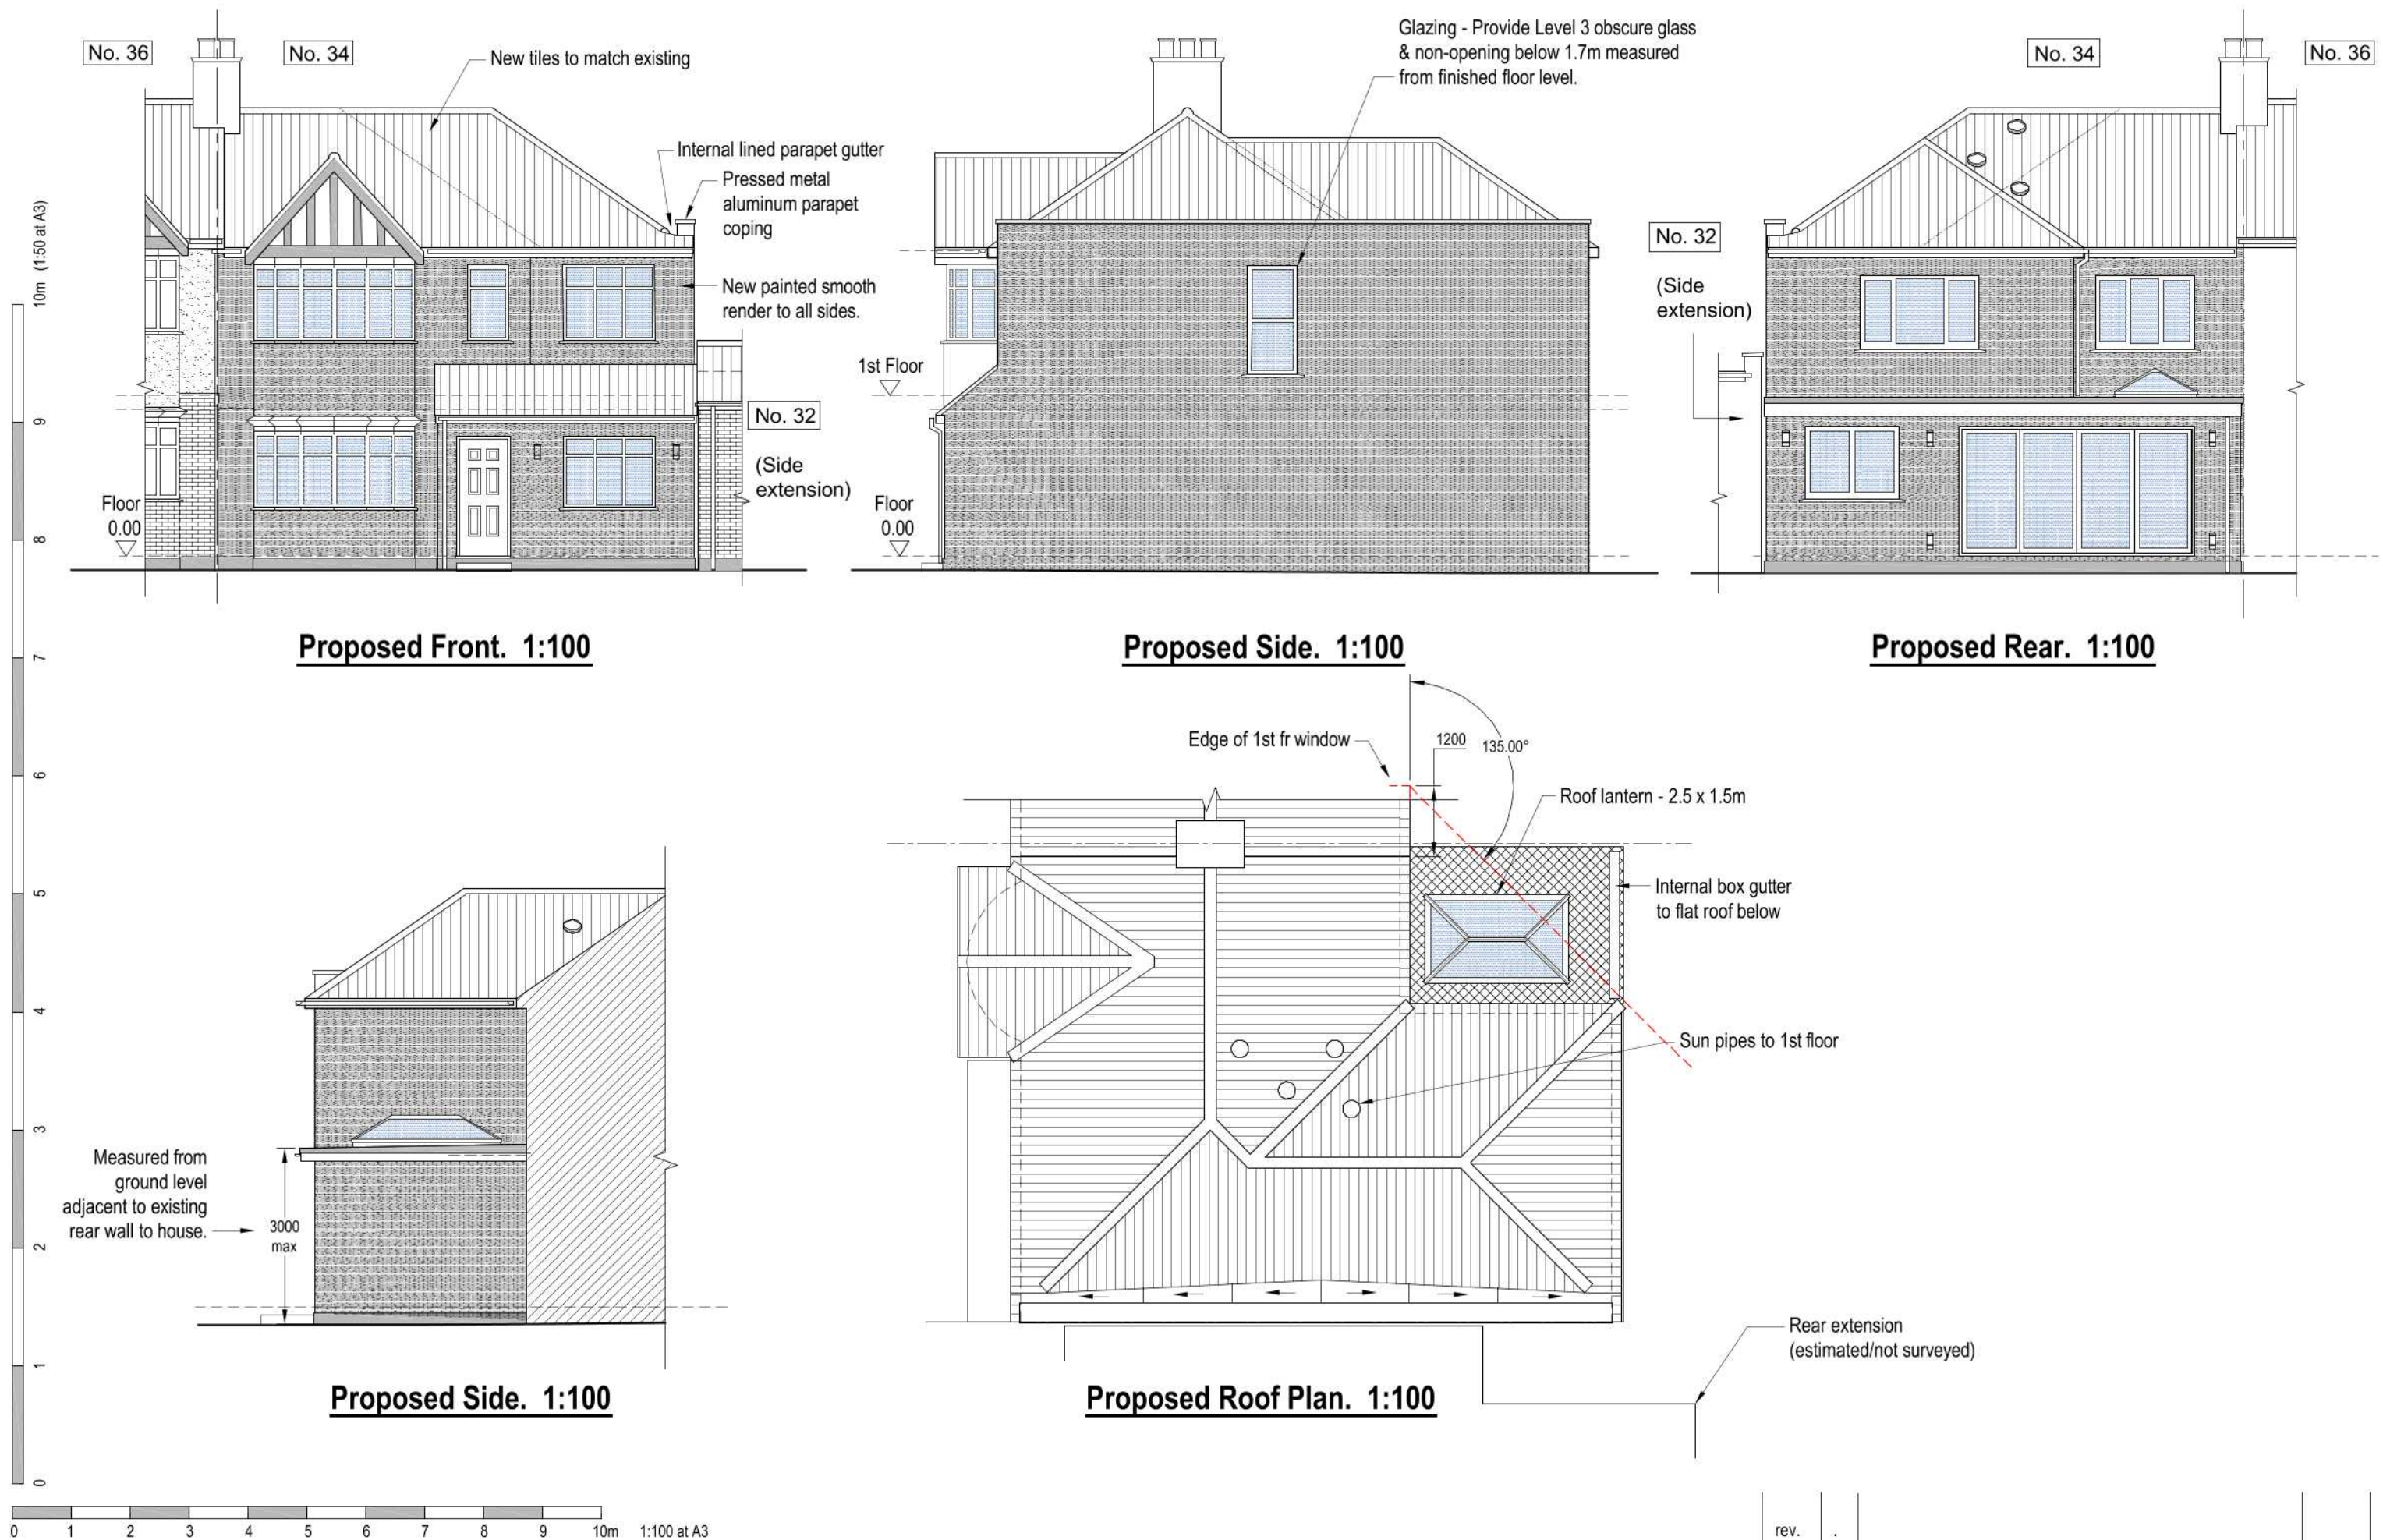 No. 36
No. 34
New tiles to match existing
Internal lined parapet gutter
Pressed metal
aluminum parapet
coping
New painted smooth
render to all sides.
No. 32
(Side
extension)
Floor
0.00
Proposed Front. 1:100
Glazing - Provide Level 3 obscure glass
& non-opening below 1.7m measured
from finished floor level.
1st Floor
Floor
0.00
Proposed Side. 1:100
No. 34
No. 36
No. 32
(Side
extension)
Proposed Rear. 1:100
10m (1:50 at A3)
9
8
7
6
5
4
3
2
1
0
Measured from
ground level
adjacent to existing
rear wall to house.
3000
max
Proposed Side. 1:100
Edge of 1st fr window
1200
135.00°
Roof lantern - 2.5 x 1.5m
Internal box gutter
to flat roof below
Sun pipes to 1st floor
Rear extension
(estimated/not surveyed)
Proposed Roof Plan. 1:100
0 1 2 3 4 5 6 7 8 9 10m 1:100 at A3
rev. .